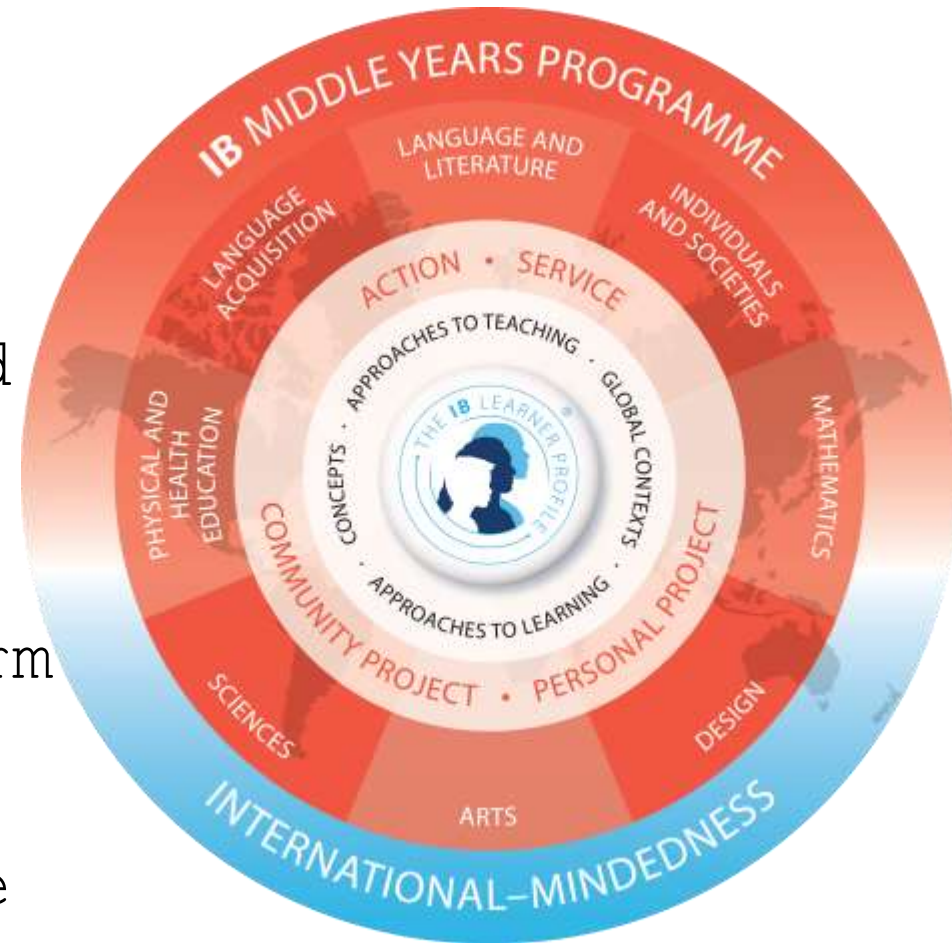 IB MIDDLE YEARS PROGRAMME
LANGUAGE AND
LITERATURE
LANGUAGE
ACQUISITION
INDIVIDUALS
AND SOCIETIES
PHYSICAL AND
HEALTH
EDUCATION
MATHEMATICS
SCIENCES
DESIGN
ARTS
ACTION • SERVICE
COMMUNITY PROJECT • PERSONAL PROJECT
APPROACHES TO TEACHING · GLOBAL CONTEXTS ·
APPROACHES TO LEARNING · CONCEPTS ·
THE IB LEARNER PROFILE ®
INTERNATIONAL–MINDEDNESS
d
rm
e